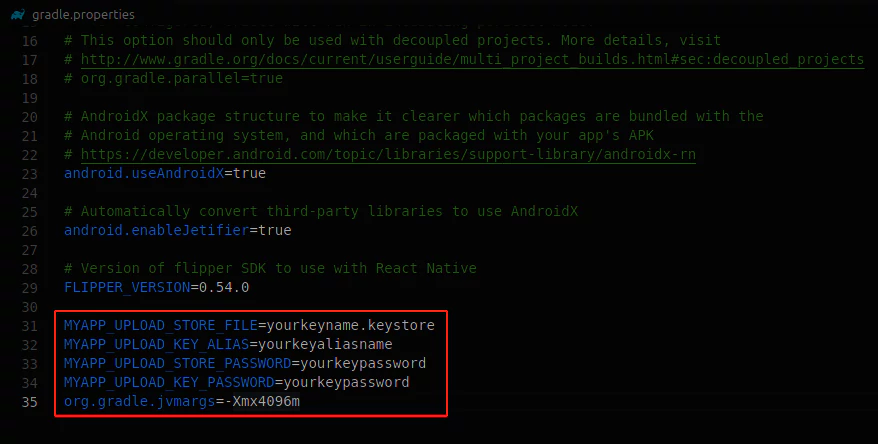 gradle.properties
16 # This option should only be used with decoupled projects. More details, visit
17 # http://www.gradle.org/docs/current/userguide/multi_project_builds.html#sec:decoupled_projects
18 # org.gradle.parallel=true
19
20 # AndroidX package structure to make it clearer which packages are bundled with the
21 # Android operating system, and which are packaged with your app's APK
22 # https://developer.android.com/topic/libraries/support-library/androidx-rn
23 android.useAndroidX=true
24
25 # Automatically convert third-party libraries to use AndroidX
26 android.enableJetifier=true
27
28 # Version of flipper SDK to use with React Native
29 FLIPPER_VERSION=0.54.0
30
31 MYAPP_UPLOAD_STORE_FILE=yourkeyname.keystore
32 MYAPP_UPLOAD_KEY_ALIAS=yourkeyaliasname
33 MYAPP_UPLOAD_STORE_PASSWORD=yourkeypassword
34 MYAPP_UPLOAD_KEY_PASSWORD=yourkeypassword
35 org.gradle.jvmargs=-Xmx4096m